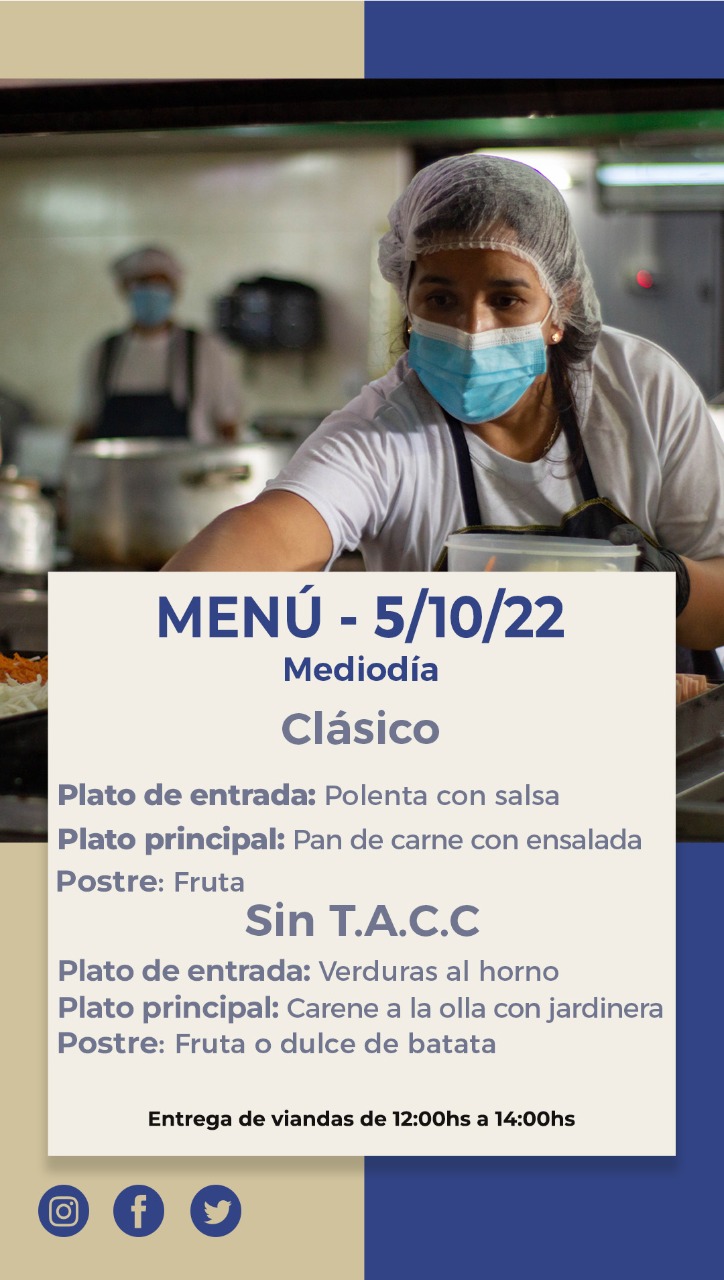 MENÚ - 5/10/22
Mediodía
Clásico
Plato de entrada: Polenta con salsa
Plato principal: Pan de carne con ensalada
Postre: Fruta
Sin T.A.C.C
Plato de entrada: Verduras al horno
Plato principal: Carene a la olla con jardinera
Postre: Fruta o dulce de batata
Entrega de viandas de 12:00hs a 14:00hs